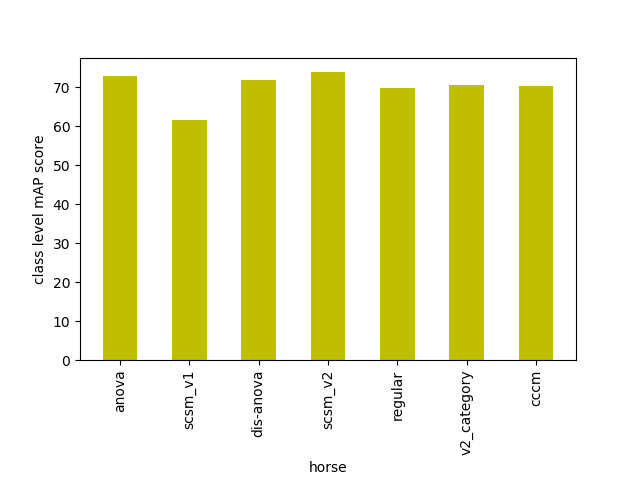 class level mAP score
70
60
50
40
30
20
10
0
anova
scsm_v1
dis-anova
scsm_v2
regular
v2_category
cccm
horse